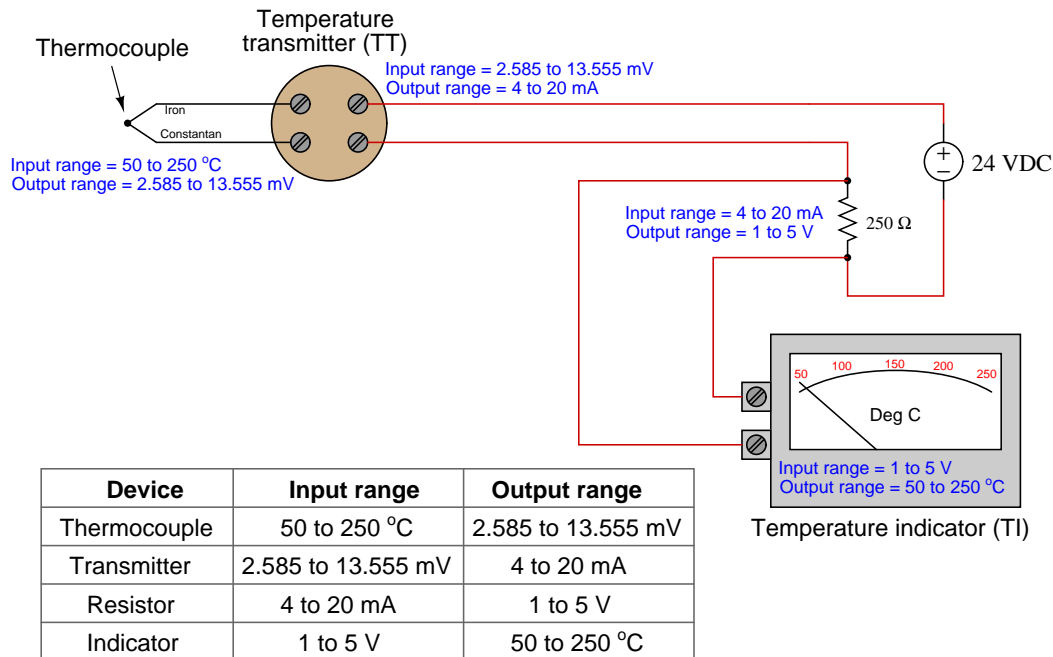 Temperature
transmitter (TT)
Thermocouple
Input range = 2.585 to 13.555 mV
Output range = 4 to 20 mA
Iron
Constantan
Input range = 50 to 250 °C
Output range = 2.585 to 13.555 mV
24 VDC
+
−
Input range = 4 to 20 mA
Output range = 1 to 5 V
250 Ω
50 100 150 200 250
Deg C
Input range = 1 to 5 V
Output range = 50 to 250 °C
Temperature indicator (TI)
Device Input range Output range
Thermocouple 50 to 250 °C 2.585 to 13.555 mV
Transmitter 2.585 to 13.555 mV 4 to 20 mA
Resistor 4 to 20 mA 1 to 5 V
Indicator 1 to 5 V 50 to 250 °C